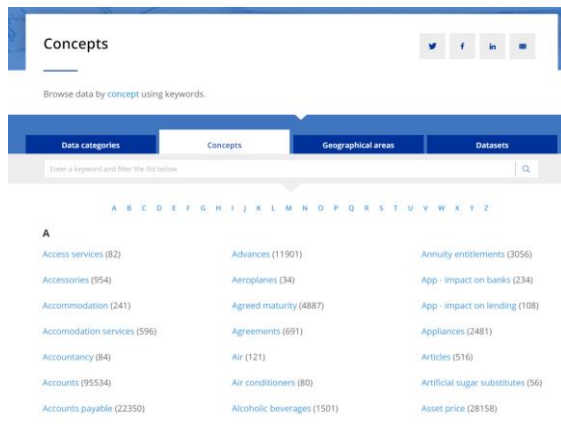 Concepts
Browse data by concept using keywords.
Data categories Concepts Geographical areas Datasets
Enter a keyword and filter the list below
A B C D E F G H I J K L M N O P Q R S T U V W X Y Z
A
Access services (82) Advances (11901) Annuity entitlements (3056)
Accessories (954) Aeroplanes (34) App - impact on banks (234)
Accommodation (241) Agreed maturity (4887) App - impact on lending (108)
Accomodation services (596) Agreements (691) Appliances (2481)
Accountancy (84) Air (121) Articles (516)
Accounts (95534) Air conditioners (80) Artificial sugar substitutes (56)
Accounts payable (22350) Alcoholic beverages (1501) Asset price (28158)